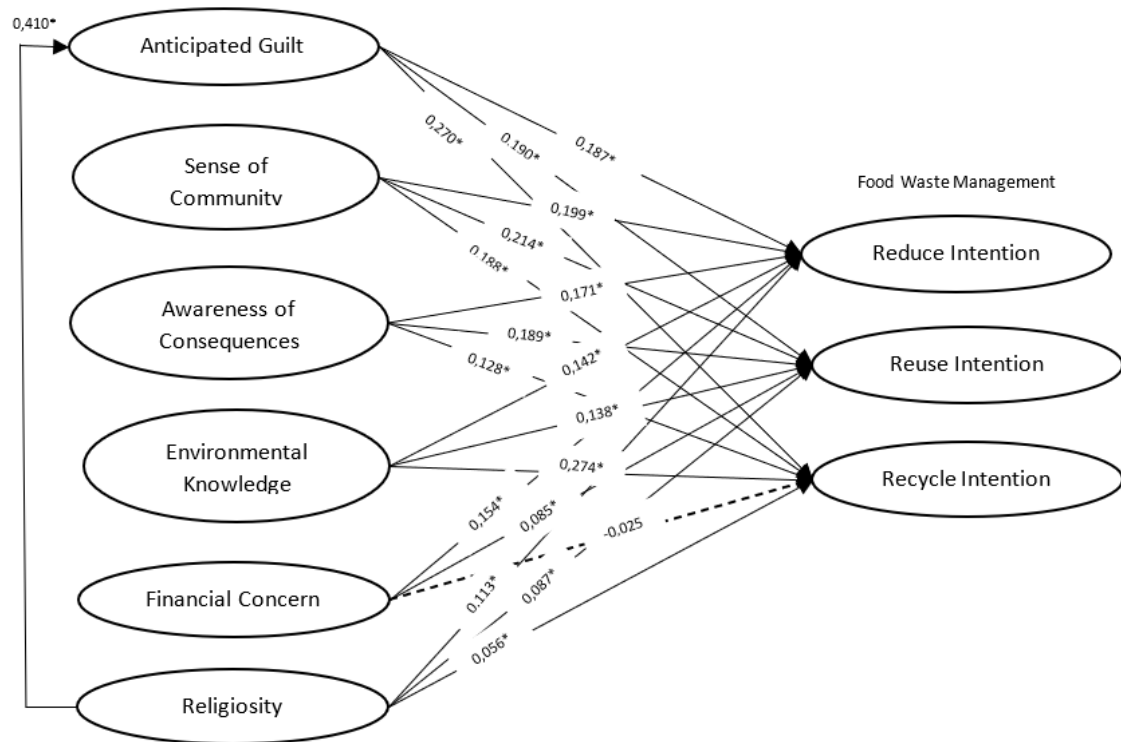 0,410*
Anticipated Guilt
0,270*
0.190*
0,187*
Sense of
Community
Food Waste Management
0,199*
0,214*
0.188*
Reduce Intention
Awareness of
Consequences
0,171*
0,189*
0,128*
0,142*
Reuse Intention
0,138*
Environmental
Knowledge
0,274*
Recycle Intention
0,154*
0,085*
-0,025
Financial Concern
0.113*
0,087*
0,056*
Religiosity